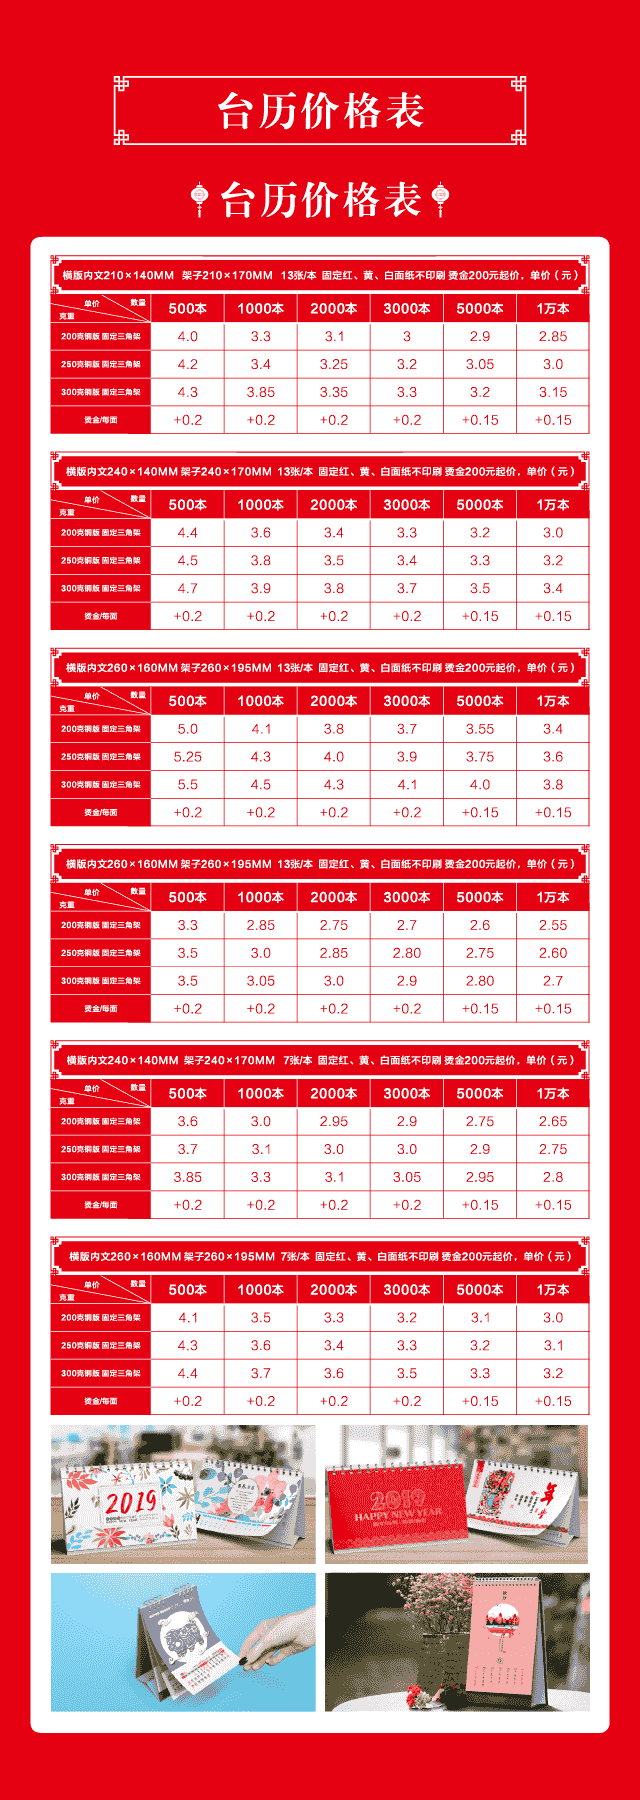 台历价格表
台历价格表
横版内文210×140MM 架子210×170MM 13张/本 固定红、黄、白面纸不印刷 烫金200元起价，单价（元）
单价 数量
克重
500本 1000本 2000本 3000本 5000本 1万本
200克铜版 固定三角架 4.0 3.3 3.1 3 2.9 2.85
250克铜版 固定三角架 4.2 3.4 3.25 3.2 3.05 3.0
300克铜版 固定三角架 4.3 3.85 3.35 3.3 3.2 3.15
烫金/每面 +0.2 +0.2 +0.2 +0.2 +0.15 +0.15
横版内文240×140MM 架子240×170MM 13张/本 固定红、黄、白面纸不印刷 烫金200元起价，单价（元）
单价 数量
克重
500本 1000本 2000本 3000本 5000本 1万本
200克铜版 固定三角架 4.4 3.6 3.4 3.3 3.2 3.0
250克铜版 固定三角架 4.5 3.8 3.5 3.4 3.3 3.2
300克铜版 固定三角架 4.7 3.9 3.8 3.7 3.5 3.4
烫金/每面 +0.2 +0.2 +0.2 +0.2 +0.15 +0.15
横版内文260×160MM 架子260×195MM 13张/本 固定红、黄、白面纸不印刷 烫金200元起价，单价（元）
单价 数量
克重
500本 1000本 2000本 3000本 5000本 1万本
200克铜版 固定三角架 5.0 4.1 3.8 3.7 3.55 3.4
250克铜版 固定三角架 5.25 4.3 4.0 3.9 3.75 3.6
300克铜版 固定三角架 5.5 4.5 4.3 4.1 4.0 3.8
烫金/每面 +0.2 +0.2 +0.2 +0.2 +0.15 +0.15
横版内文260×160MM 架子260×195MM 13张/本 固定红、黄、白面纸不印刷 烫金200元起价，单价（元）
单价 数量
克重
500本 1000本 2000本 3000本 5000本 1万本
200克铜版 固定三角架 3.3 2.85 2.75 2.7 2.6 2.55
250克铜版 固定三角架 3.5 3.0 2.85 2.80 2.75 2.60
300克铜版 固定三角架 3.5 3.05 3.0 2.9 2.80 2.7
烫金/每面 +0.2 +0.2 +0.2 +0.2 +0.15 +0.15
横版内文240×140MM 架子240×170MM 7张/本 固定红、黄、白面纸不印刷 烫金200元起价，单价（元）
单价 数量
克重
500本 1000本 2000本 3000本 5000本 1万本
200克铜版 固定三角架 3.6 3.0 2.95 2.9 2.75 2.65
250克铜版 固定三角架 3.7 3.1 3.0 3.0 2.9 2.75
300克铜版 固定三角架 3.85 3.3 3.1 3.05 2.95 2.8
烫金/每面 +0.2 +0.2 +0.2 +0.2 +0.15 +0.15
横版内文260×160MM 架子260×195MM 7张/本 固定红、黄、白面纸不印刷 烫金200元起价，单价（元）
单价 数量
克重
500本 1000本 2000本 3000本 5000本 1万本
200克铜版 固定三角架 4.1 3.5 3.3 3.2 3.1 3.0
250克铜版 固定三角架 4.3 3.6 3.4 3.3 3.2 3.1
300克铜版 固定三角架 4.4 3.7 3.6 3.5 3.3 3.2
烫金/每面 +0.2 +0.2 +0.2 +0.2 +0.15 +0.15
2019
2019
HAPPY NEW YEAR